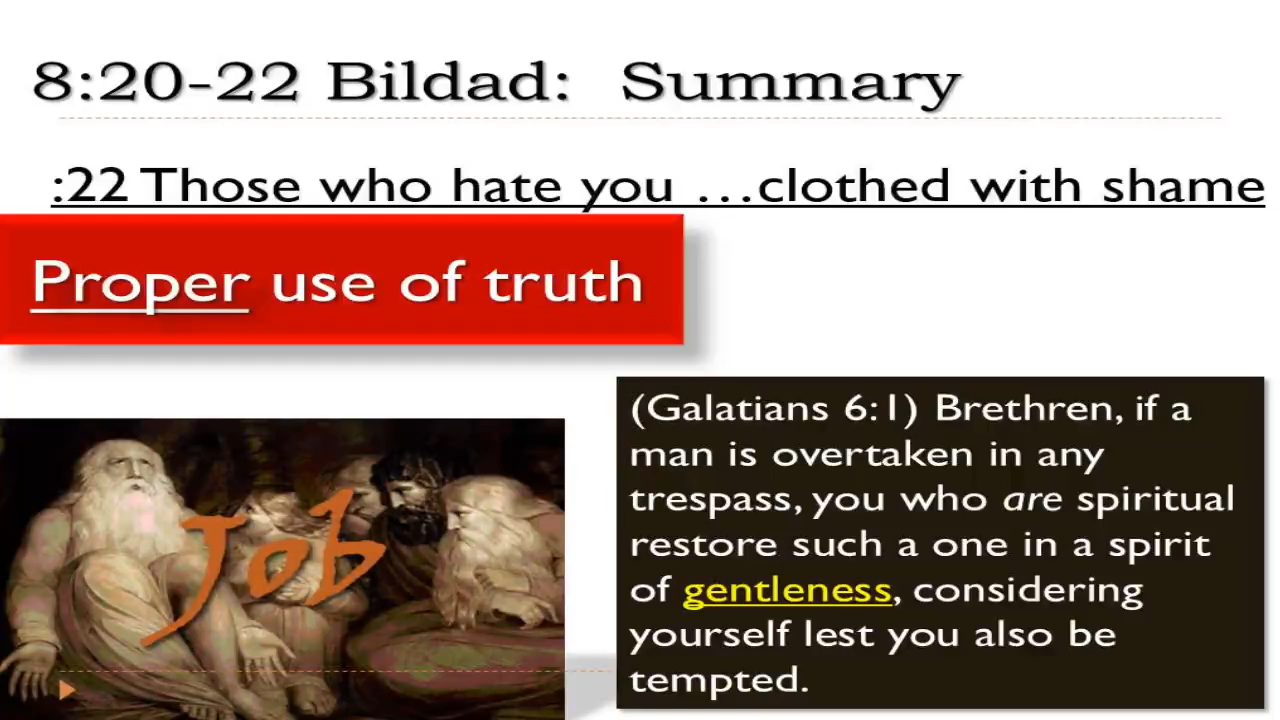 8:20-22 Bildad: Summary
:22 Those who hate you …clothed with shame
Proper use of truth
Job
(Galatians 6:1) Brethren, if a
man is overtaken in any
trespass, you who are spiritual
restore such a one in a spirit
of gentleness, considering
yourself lest you also be
tempted.